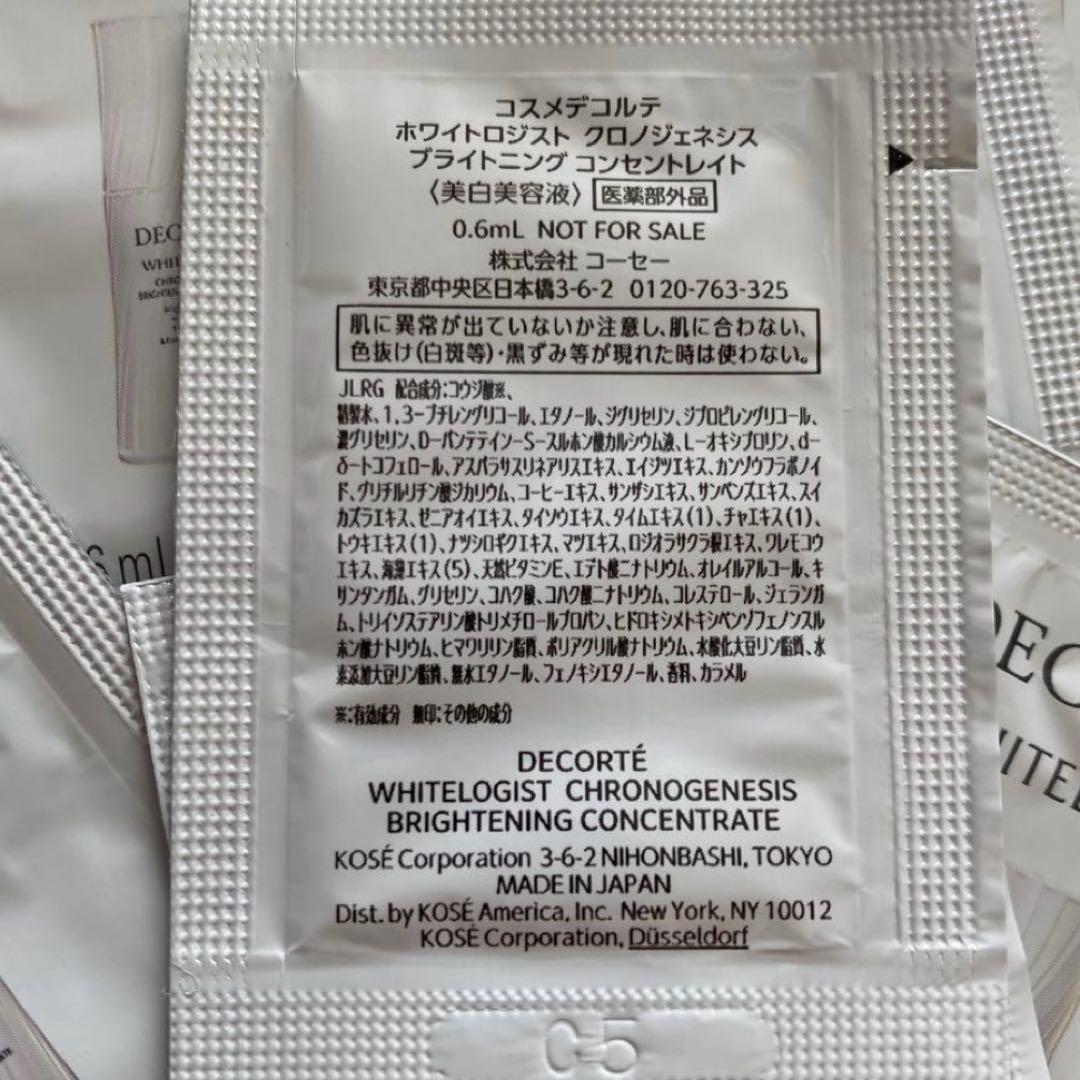 コスメデコルテ
ホワイトロジスト クロノジェネシス
ブライトニング コンセントレイト
〈美白美容液〉 医薬部外品
0.6mL NOT FOR SALE
株式会社 コーセー
東京都中央区日本橋3-6-2 0120-763-325
肌に異常が出ていないか注意し、肌に合わない、
色抜け(白斑等)・黒ずみ等が現れた時は使わない。
JLRG 配合成分:コウジ酸※、
精製水、1,3-ブチレングリコール、エタノール、ジグリセリン、ジプロピレングリコール、
濃グリセリン、D-パンテテイン-S-スルホン酸カルシウム液、L-オキシプロリン、d-
δ-トコフェロール、アスパラサスリネアリスエキス、エイジツエキス、カンゾウフラボノイ
ド、グリチルリチン酸ジカリウム、コーヒーエキス、サンザシエキス、サンペンズエキス、スイ
カズラエキス、ゼニアオイエキス、タイソウエキス、タイムエキス(1)、チャエキス(1)、
トウキエキス(1)、ナツシロギクエキス、マツエキス、ロジオラサクラ根エキス、ワレモコウ
エキス、海藻エキス(5)、天然ビタミンE、エデト酸二ナトリウム、オレイルアルコール、キ
サンタンガム、グリセリン、コハク酸、コハク酸二ナトリウム、コレステロール、ジェランガ
ム、トリイソステアリン酸トリメチロールプロパン、ヒドロキシメトキシベンゾフェノンスル
ホン酸ナトリウム、ヒマワリリン脂質、ポリアクリル酸ナトリウム、水酸化大豆リン脂質、水
素添加大豆リン脂質、無水エタノール、フェノキシエタノール、香料、カラメル
※:有効成分 無印:その他の成分
DECORTÉ
WHITELOGIST CHRONOGENESIS
BRIGHTENING CONCENTRATE
KOSÉ Corporation 3-6-2 NIHONBASHI, TOKYO
MADE IN JAPAN
Dist. by KOSÉ America, Inc. New York, NY 10012
KOSÉ Corporation, Düsseldorf
C-5